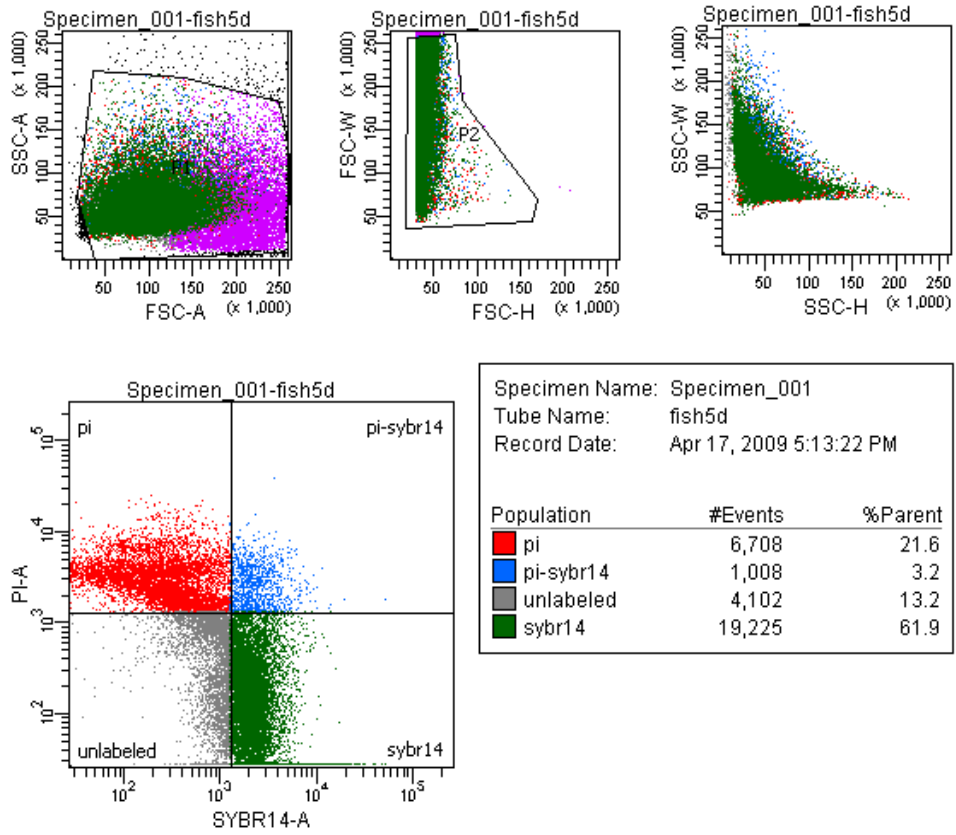 Specimen_001-fish5d
SSC-A (x 1,000)
250
200
150
100
50
P1
50 100 150 200 250
FSC-A (x 1,000)
Specimen_001-fish5d
FSC-W (x 1,000)
250
200
150
100
50
P2
50 100 150 200 250
FSC-H (x 1,000)
Specimen_001-fish5d
SSC-W (x 1,000)
250
200
150
100
50
50 100 150 200 250
SSC-H (x 1,000)
Specimen_001-fish5d
pi pi-sybr14
PI-A
10^5
10^4
10^3
10^2
unlabeled sybr14
10^2 10^3 10^4 10^5
SYBR14-A
Specimen Name: Specimen_001
Tube Name: fish5d
Record Date: Apr 17, 2009 5:13:22 PM
Population #Events %Parent
pi 6,708 21.6
pi-sybr14 1,008 3.2
unlabeled 4,102 13.2
sybr14 19,225 61.9